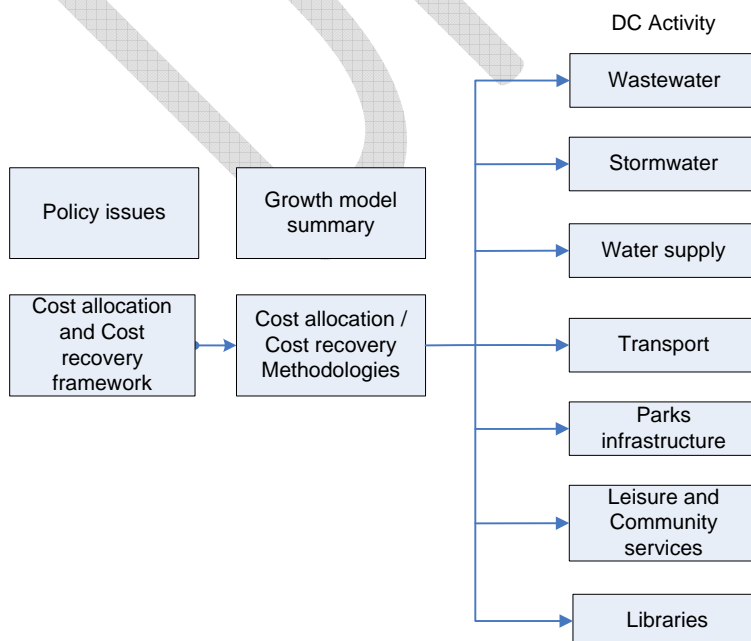 DC Activity
Wastewater
Stormwater
Policy issues
Growth model
summary
Water supply
Cost allocation
and Cost
recovery
framework
Cost allocation /
Cost recovery
Methodologies
Transport
Parks
infrastructure
Leisure and
Community
services
Libraries